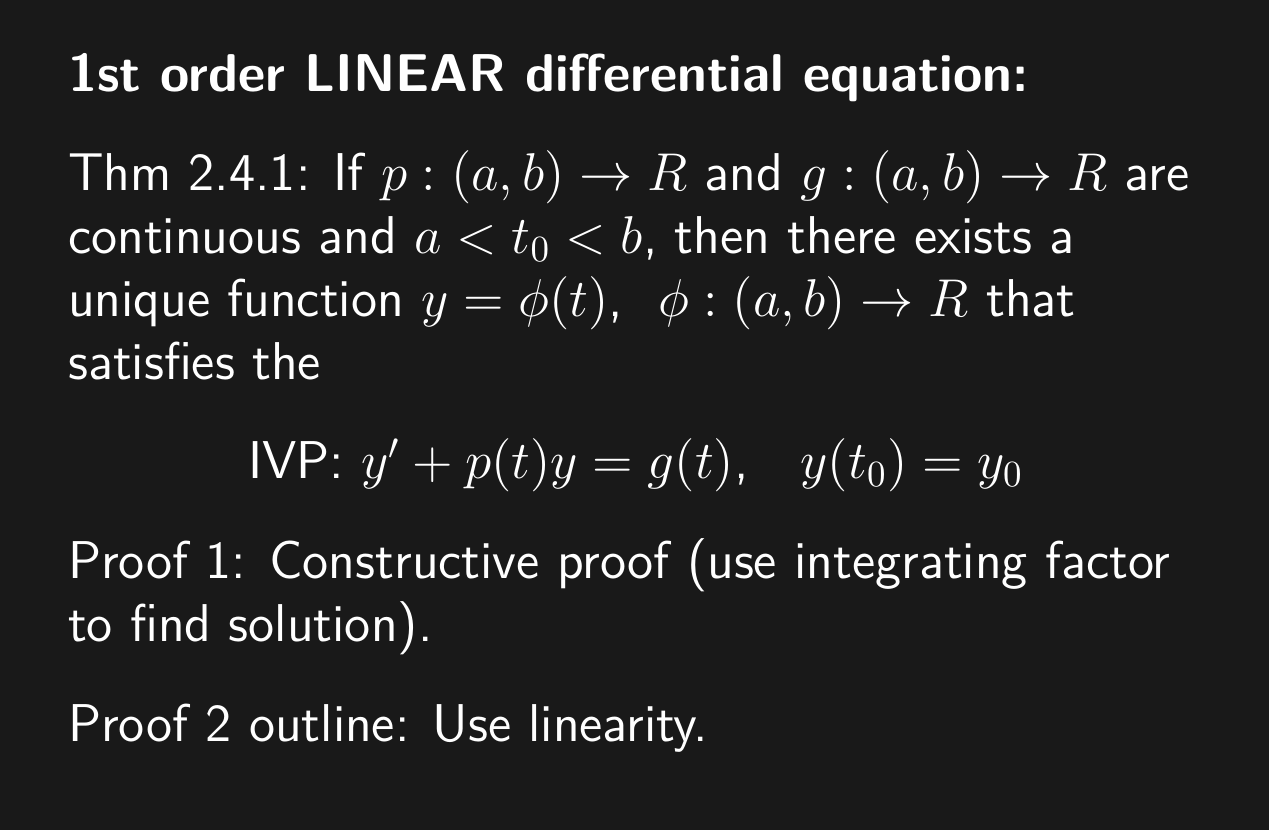 1st order LINEAR differential equation:
Thm 2.4.1: If p : (a, b) → R and g : (a, b) → R are
continuous and a < t₀ < b, then there exists a
unique function y = ϕ(t), ϕ : (a, b) → R that
satisfies the
IVP: y′ + p(t)y = g(t), y(t₀) = y₀
Proof 1: Constructive proof (use integrating factor
to find solution).
Proof 2 outline: Use linearity.